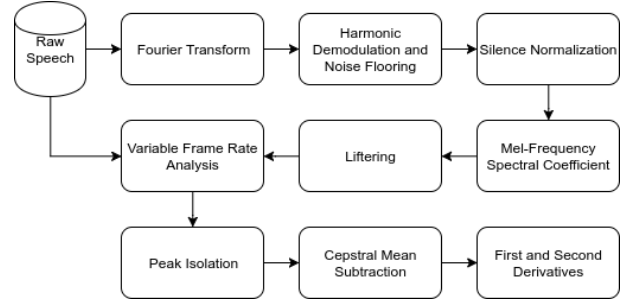 Raw
Speech
Fourier Transform
Harmonic
Demodulation and
Noise Flooring
Silence Normalization
Variable Frame Rate
Analysis
Liftering
Mel-Frequency
Spectral Coefficient
Peak Isolation
Cepstral Mean
Subtraction
First and Second
Derivatives